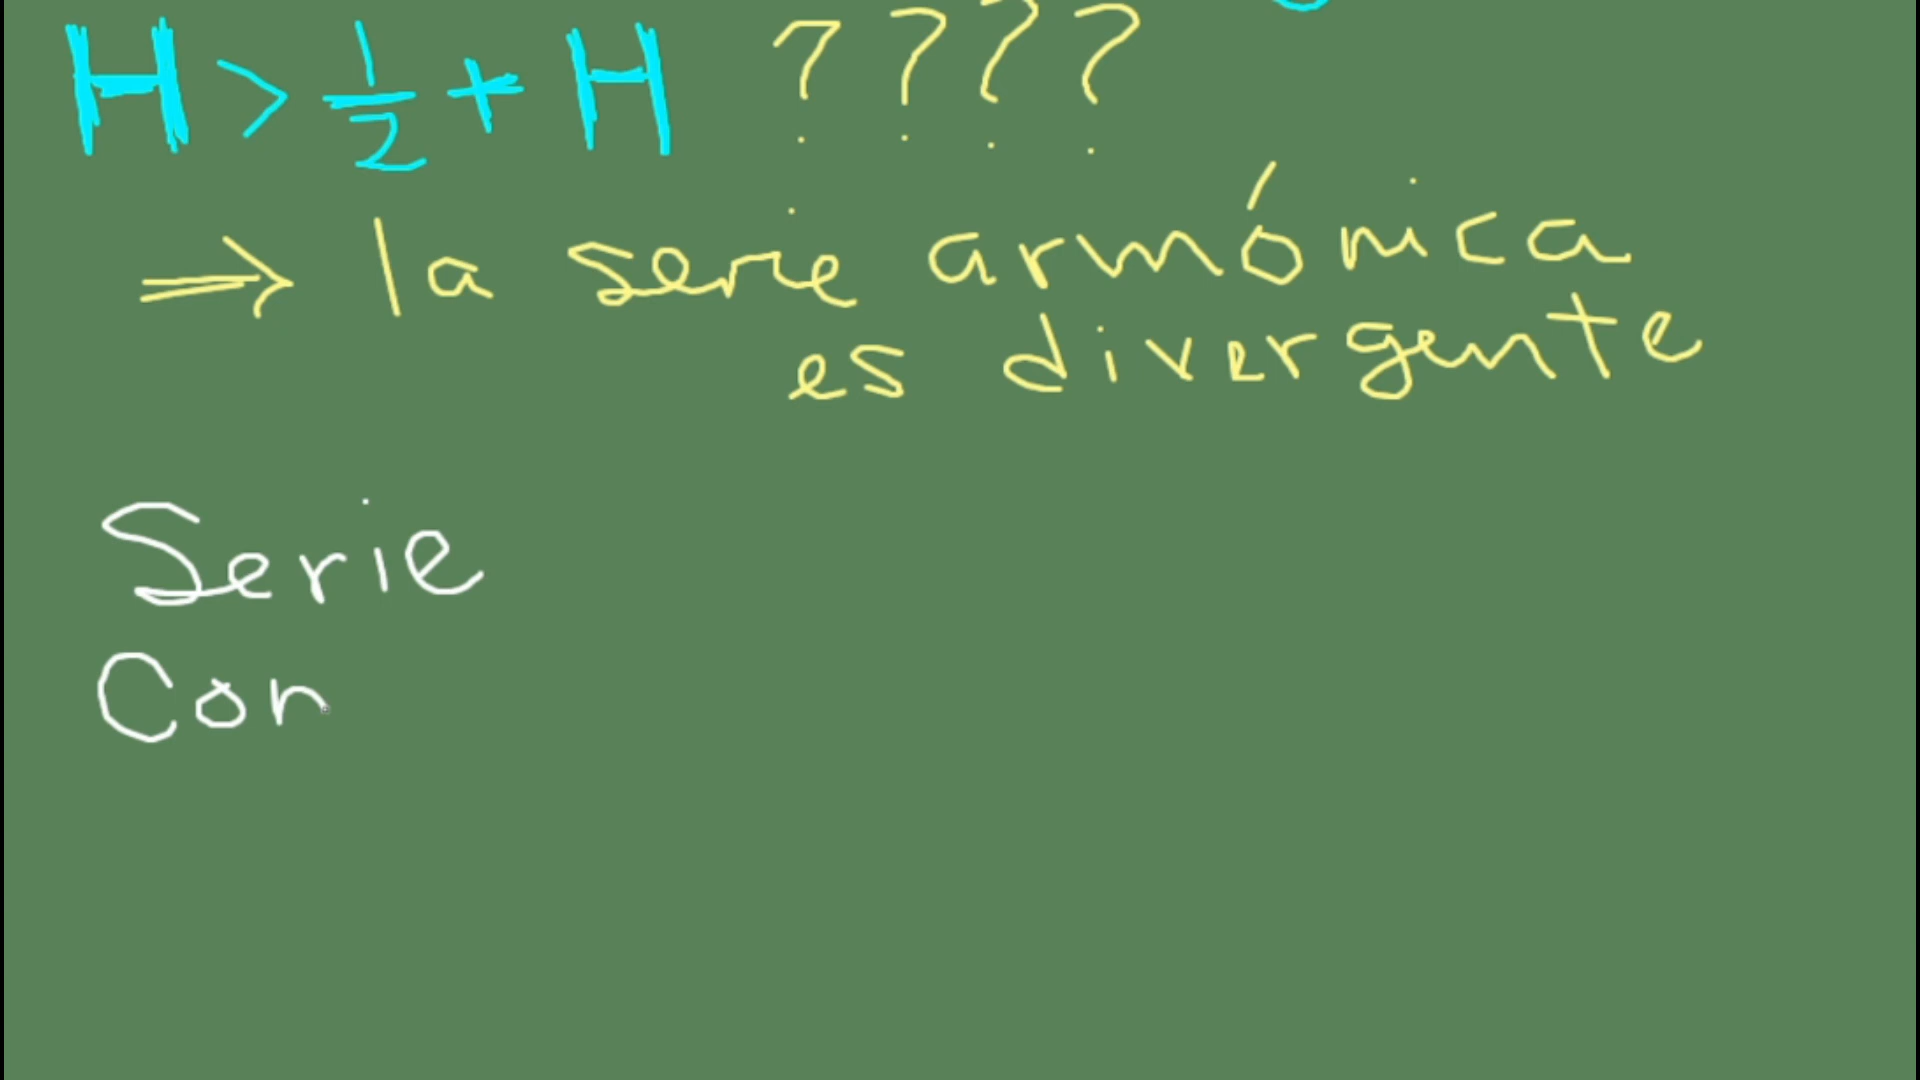 H > 1/2 + H ????
⇒ la serie armónica
es divergente
Serie
Con